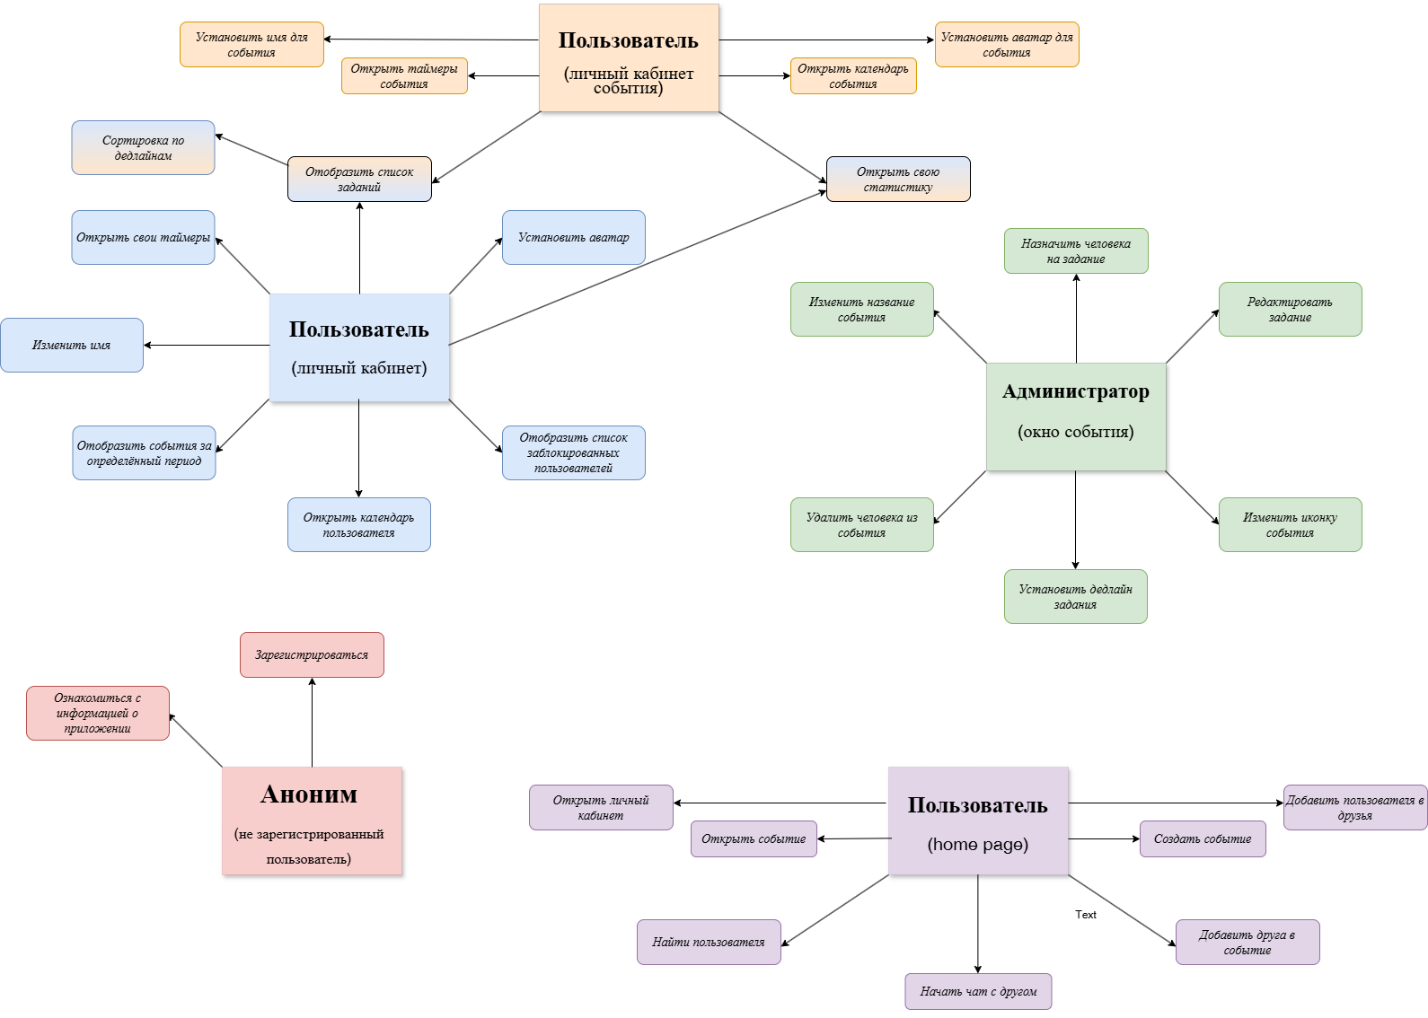 Пользователь
(личный кабинет
события)
Установить имя для
события
Открыть таймеры
события
Установить аватар для
события
Открыть календарь
события
Сортировка по
дедлайнам
Отобразить список
заданий
Открыть свою
статистику
Открыть свои таймеры
Установить аватар
Пользователь
(личный кабинет)
Изменить имя
Отобразить события за
определённый период
Отобразить список
заблокированных
пользователей
Открыть календарь
пользователя
Назначить человека
на задание
Изменить название
события
Редактировать
задание
Администратор
(окно события)
Удалить человека из
события
Изменить иконку
события
Установить дедлайн
задания
Зарегистрироваться
Ознакомиться с
информацией о
приложении
Аноним
(не зарегистрированный
пользователь)
Пользователь
(home page)
Открыть личный
кабинет
Открыть событие
Добавить пользователя в
друзья
Создать событие
Text
Найти пользователя
Добавить друга в
событие
Начать чат с другом